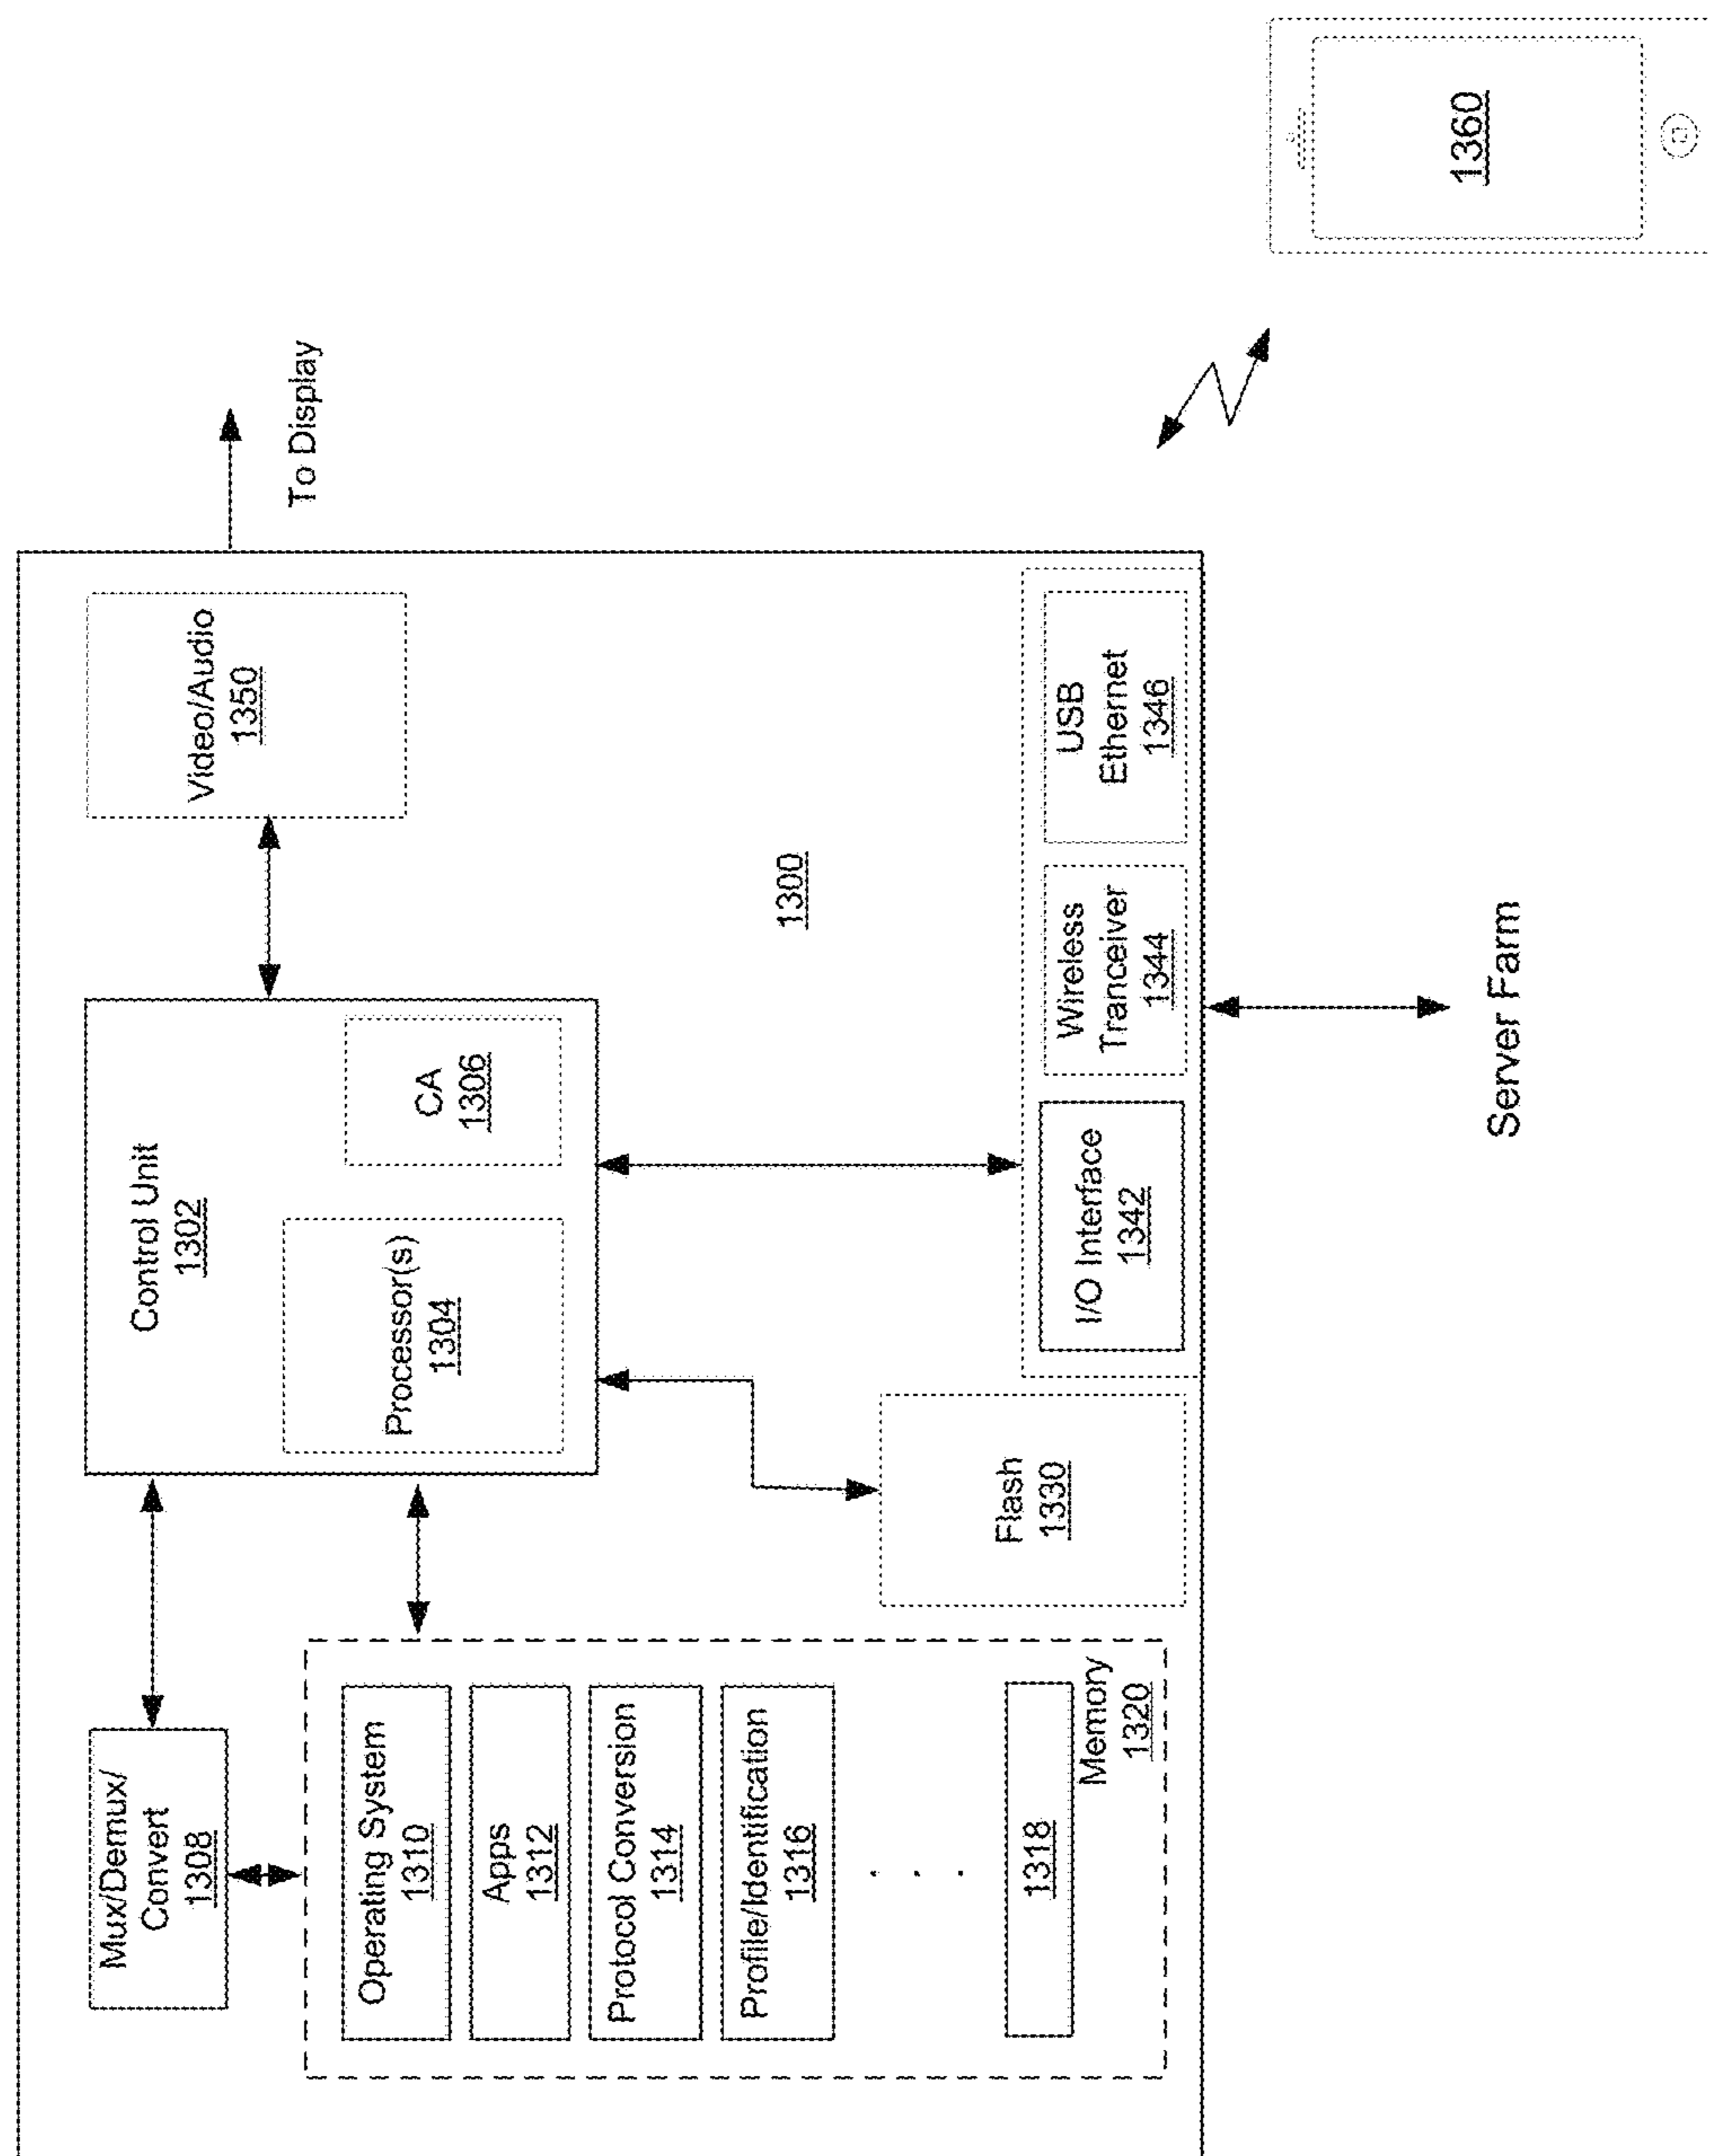 Mux/Demux/
Convert
1308
Control Unit
1302
Processor(s)
1304
CA
1306
Video/Audio
1350
To Display
Operating System
1310
Apps
1312
Protocol Conversion
1314
Profile/Identification
1316
. . .
1318
Memory
1320
Flash
1330
1300
I/O Interface
1342
Wireless
Tranceiver
1344
USB
Ethernet
1346
Server Farm
1360